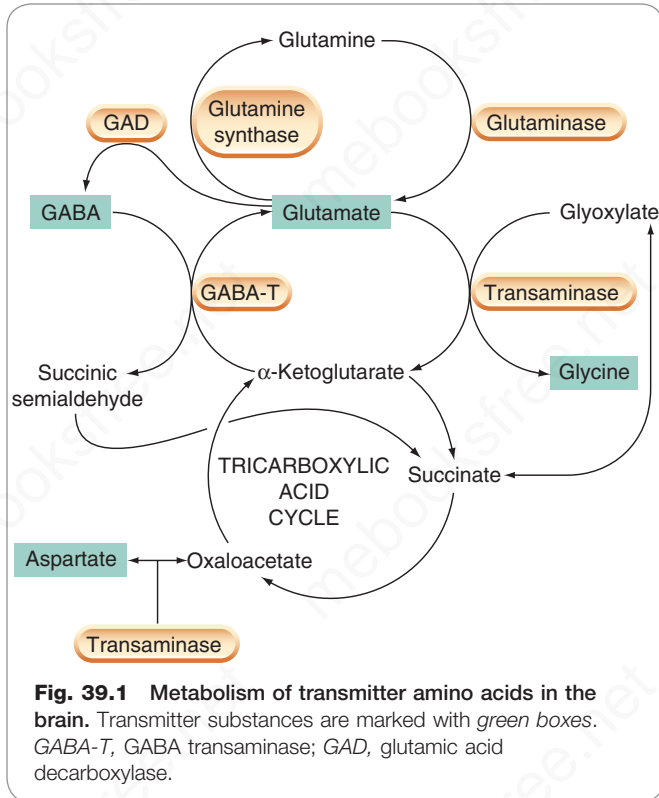 Glutamine
GAD
Glutamine
synthase
Glutaminase
GABA
Glutamate
Glyoxylate
GABA-T
Transaminase
Succinic
semialdehyde
α-Ketoglutarate
Glycine
TRICARBOXYLIC
ACID
CYCLE
Succinate
Aspartate
Oxaloacetate
Transaminase
Fig. 39.1 Metabolism of transmitter amino acids in the
brain. Transmitter substances are marked with green boxes.
GABA-T, GABA transaminase; GAD, glutamic acid
decarboxylase.